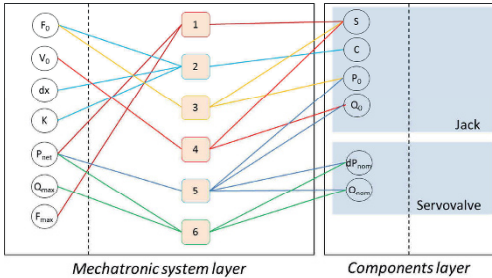 F0
V0
dx
K
Pnet
Qmax
Fmax
1
2
3
4
5
6
S
C
P0
Q0
Jack
dPnom
Qnom
Servovalve
Mechatronic system layer
Components layer